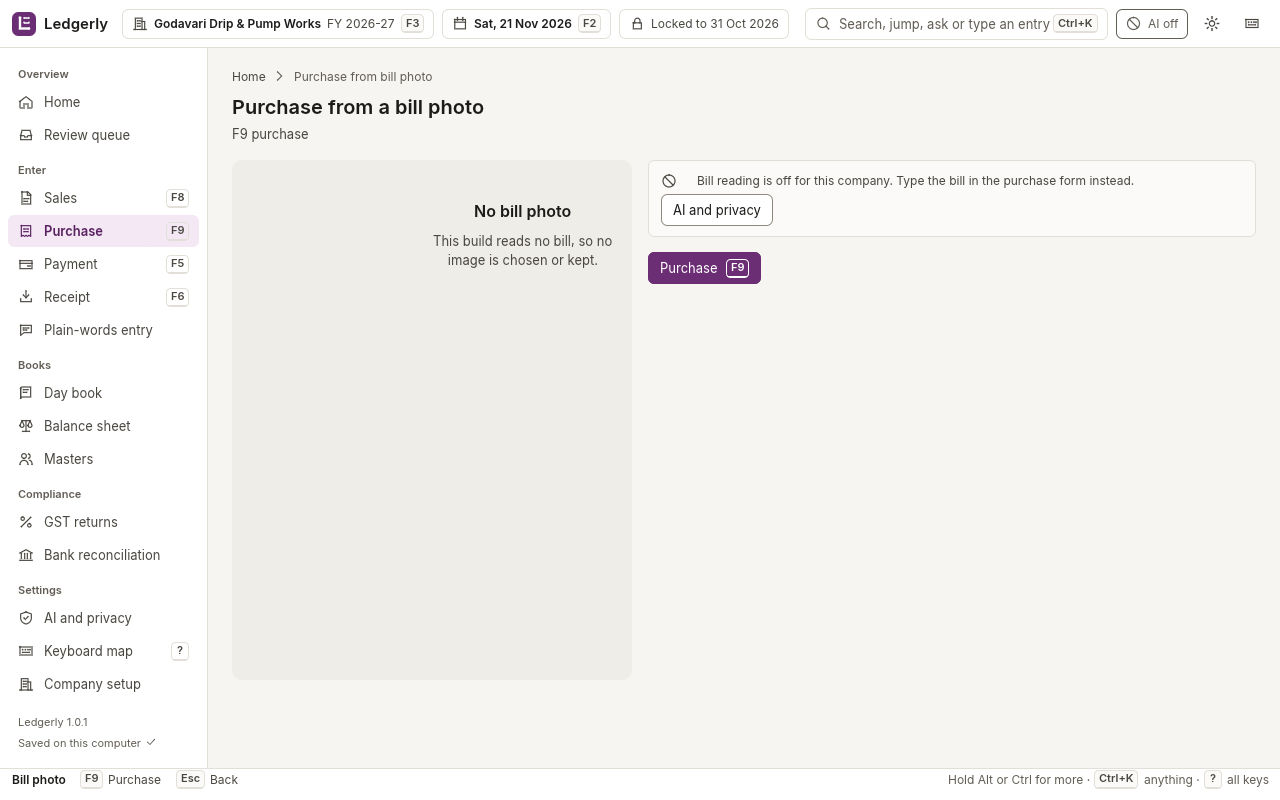 Ledgerly
Godavari Drip & Pump Works FY 2026-27 F3
Sat, 21 Nov 2026 F2
Locked to 31 Oct 2026
Search, jump, ask or type an entry Ctrl+K
AI off
Overview
Home
Review queue
Enter
Sales F8
Purchase F9
Payment F5
Receipt F6
Plain-words entry
Books
Day book
Balance sheet
Masters
Compliance
GST returns
Bank reconciliation
Settings
AI and privacy
Keyboard map ?
Company setup
Ledgerly 1.0.1
Saved on this computer
Home Purchase from bill photo
Purchase from a bill photo
F9 purchase
No bill photo
This build reads no bill, so no
image is chosen or kept.
Bill reading is off for this company. Type the bill in the purchase form instead.
AI and privacy
Purchase F9
Bill photo F9 Purchase Esc Back
Hold Alt or Ctrl for more · Ctrl+K anything · ? all keys